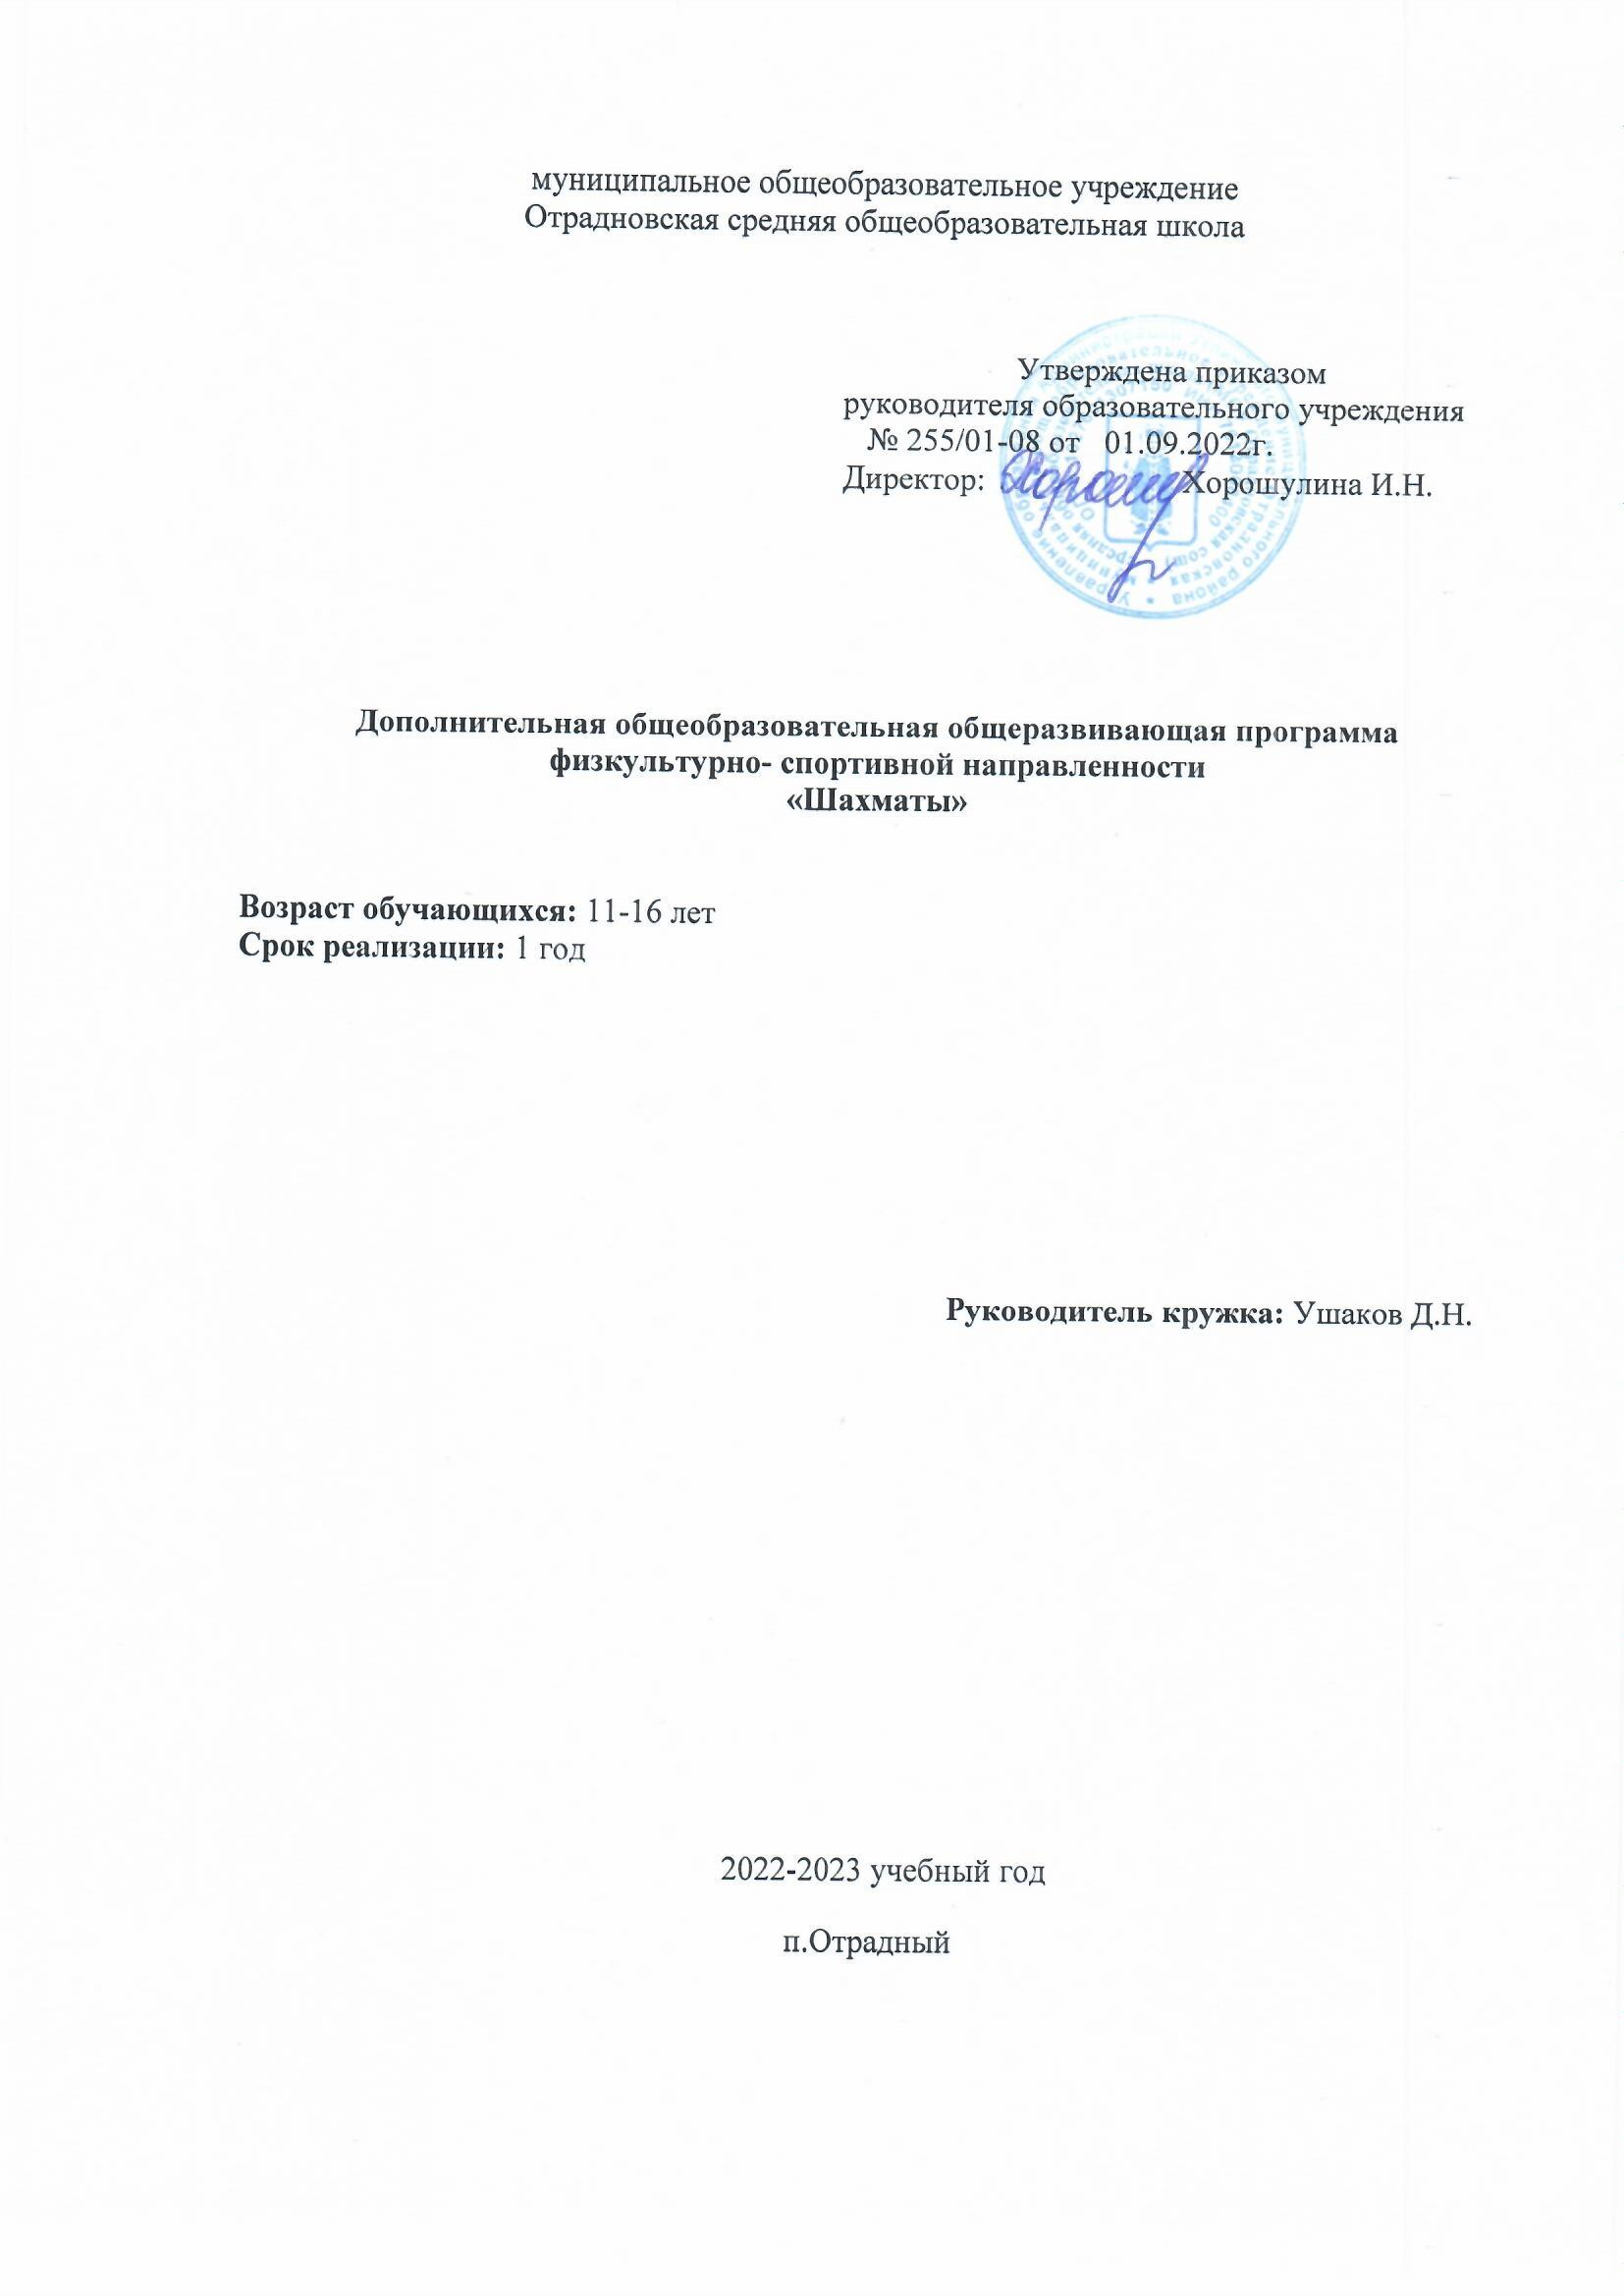 муниципальное общеобразовательное учреждение
Отрадновская средняя общеобразовательная школа
Утверждена приказом
руководителя образовательного учреждения
№ 255/01-08 от 01.09.2022г.
Директор: Хорошулина И.Н.
Дополнительная общеобразовательная общеразвивающая программа
физкультурно- спортивной направленности
«Шахматы»
Возраст обучающихся: 11-16 лет
Срок реализации: 1 год
Руководитель кружка: Ушаков Д.Н.
2022-2023 учебный год
п.Отрадный